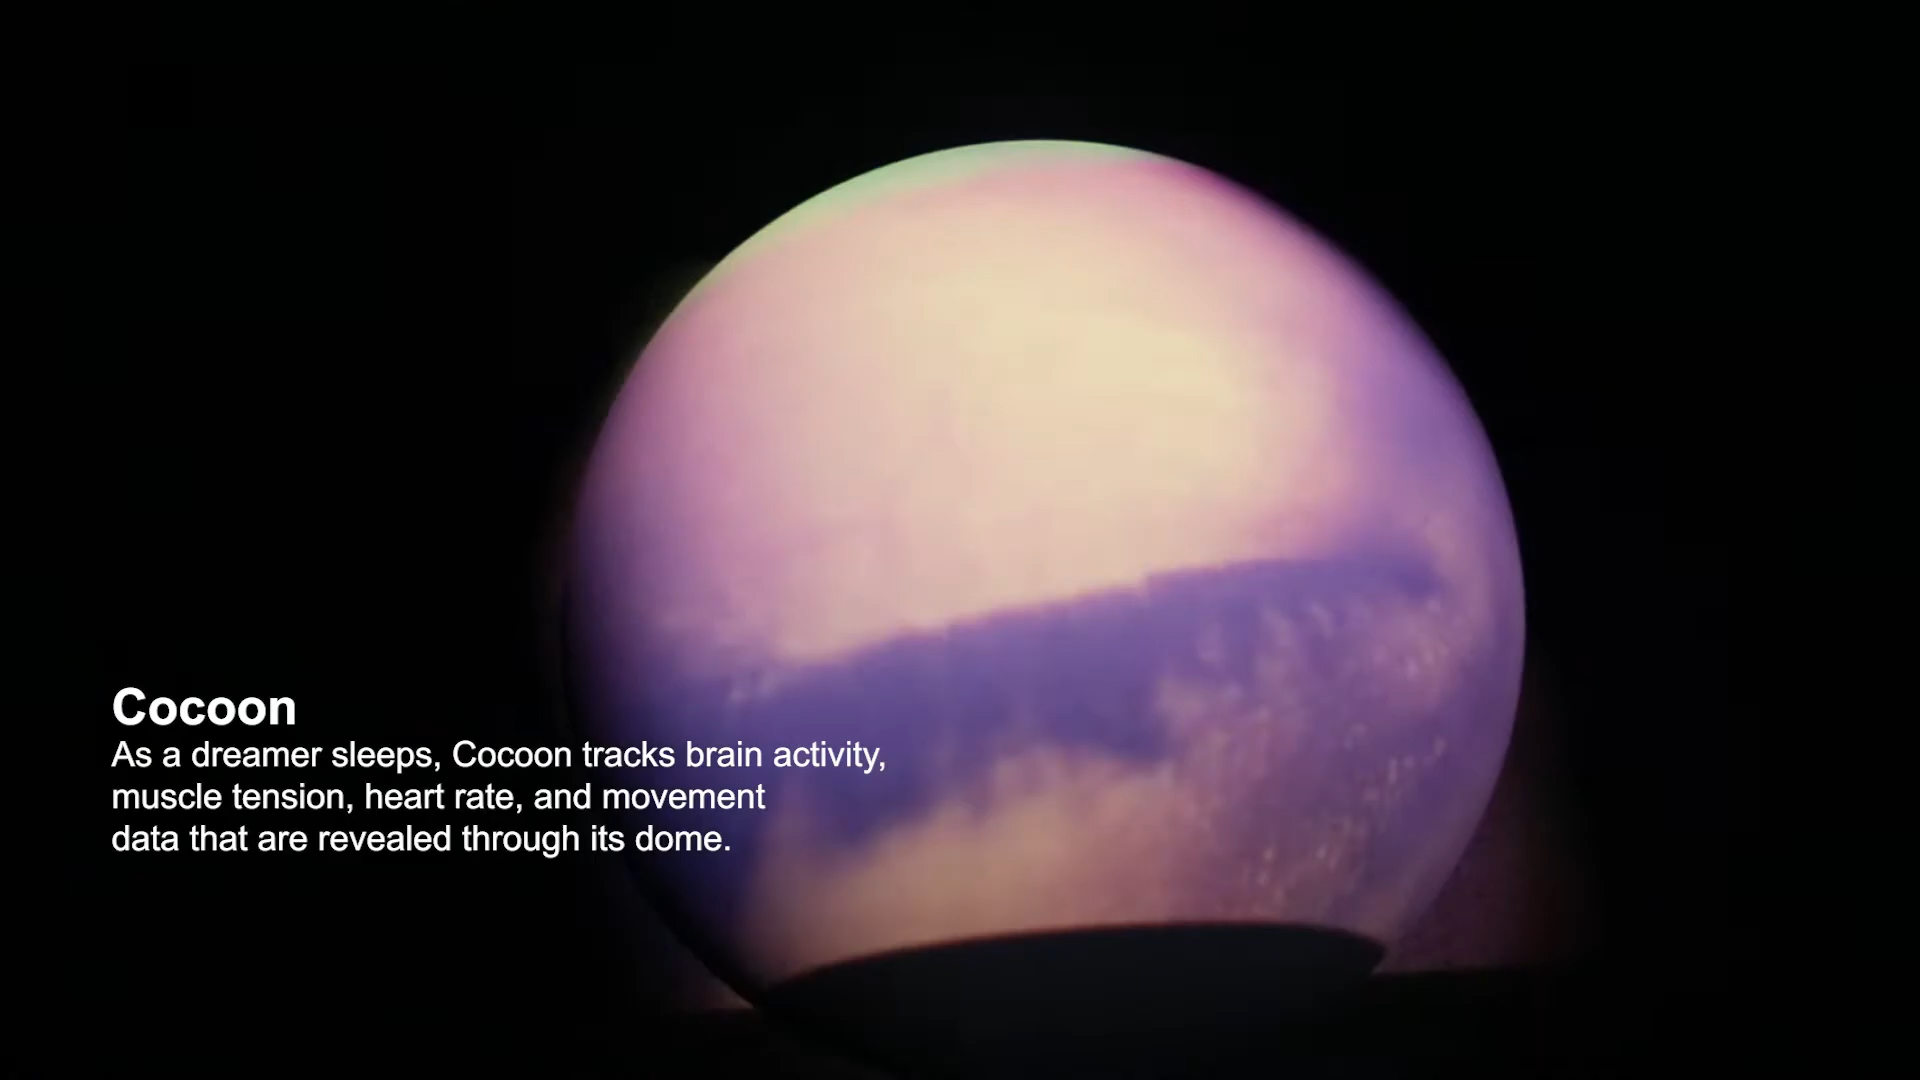 Cocoon
As a dreamer sleeps, Cocoon tracks brain activity,
muscle tension, heart rate, and movement
data that are revealed through its dome.